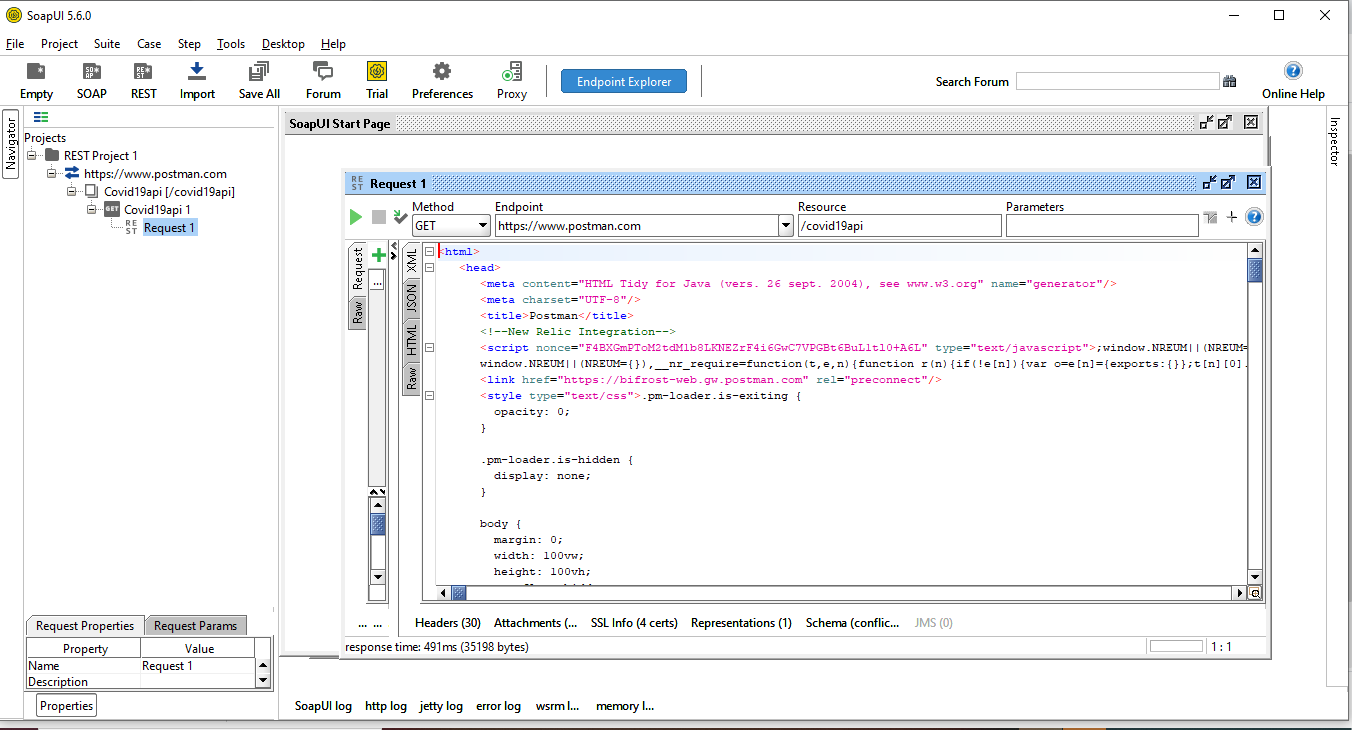 SoapUI 5.6.0
File Project Suite Case Step Tools Desktop Help
Empty SOAP REST Import Save All Forum Trial Preferences Proxy Endpoint Explorer Search Forum Online Help
Navigator
Projects
REST Project 1
https://www.postman.com
Covid19api [/covid19api]
GET Covid19api 1
REST Request 1
SoapUI Start Page
Inspector
REST Request 1
Method Endpoint Resource Parameters
GET https://www.postman.com /covid19api
Request
Raw
...
XML
JSON
HTML
Raw
<html>
<head>
<meta content="HTML Tidy for Java (vers. 26 sept. 2004), see www.w3.org" name="generator"/>
<meta charset="UTF-8"/>
<title>Postman</title>
<!--New Relic Integration-->
<script nonce="F4BXGmPToM2tdMlb8LKNEZrF4i6GwC7VPGBt6BuLltl0+A6L" type="text/javascript">;window.NREUM||(NREUM=
window.NREUM||(NREUM={}),__nr_require=function(t,e,n){function r(n){if(!e[n]){var o=e[n]={exports:{}};t[n][0].
<link href="https://bifrost-web.gw.postman.com" rel="preconnect"/>
<style type="text/css">.pm-loader.is-exiting {
opacity: 0;
}
.pm-loader.is-hidden {
display: none;
}
body {
margin: 0;
width: 100vw;
height: 100vh;
... ... Headers (30) Attachments (... SSL Info (4 certs) Representations (1) Schema (conflic... JMS (0)
response time: 491ms (35198 bytes) 1 : 1
Request Properties Request Params
Property Value
Name Request 1
Description
Properties
SoapUI log http log jetty log error log wsrm l... memory l...